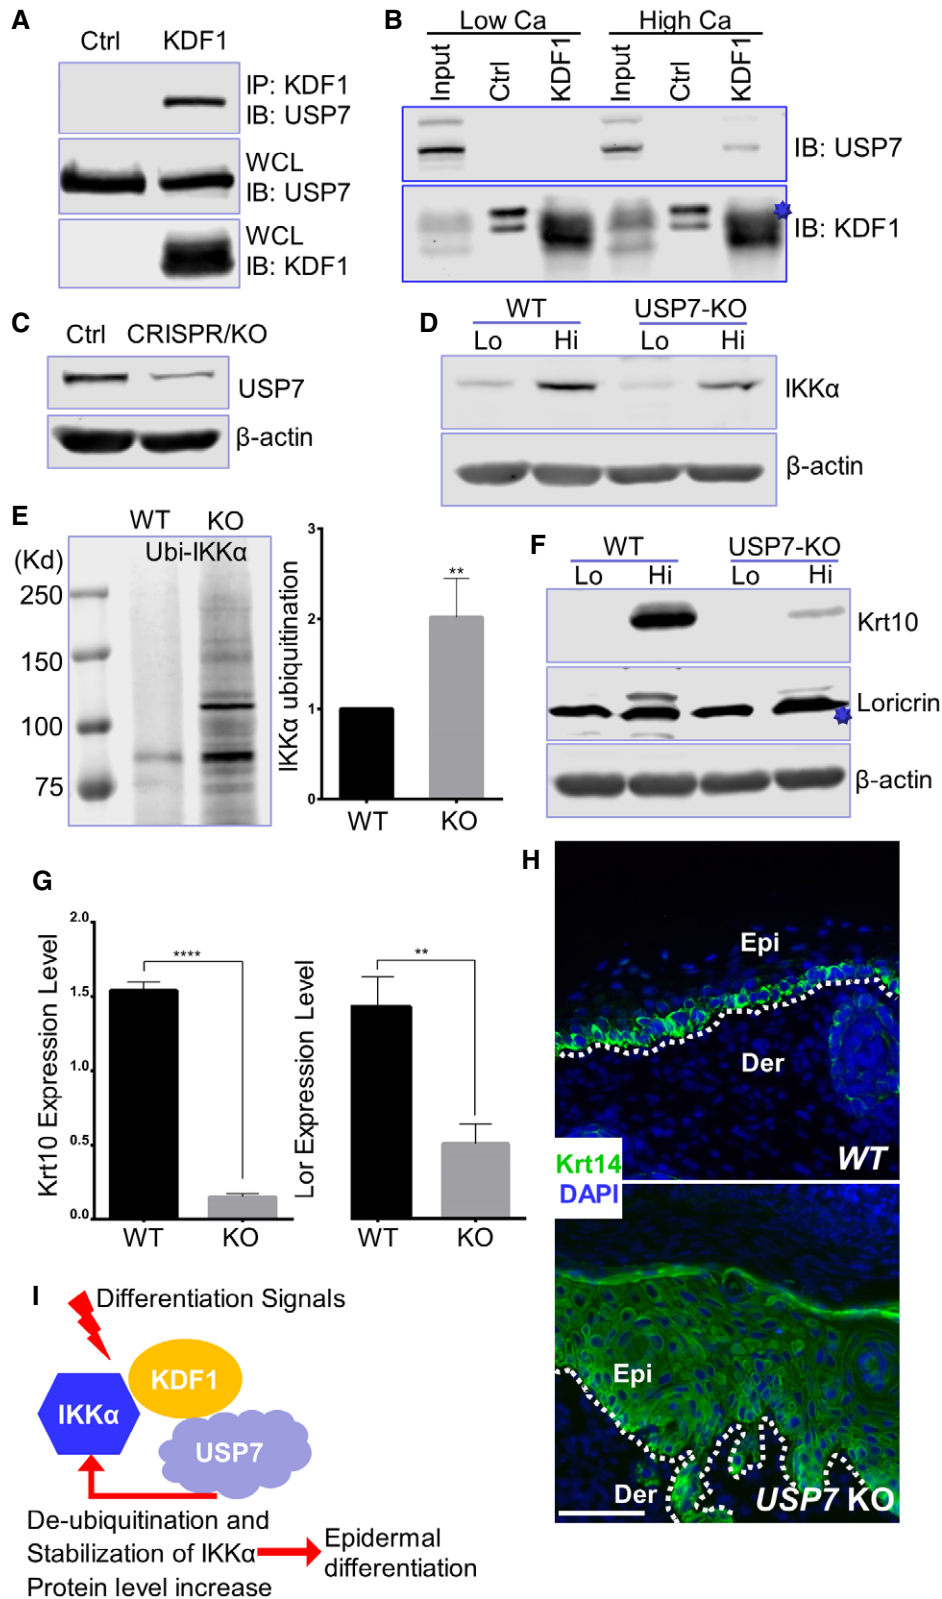 A
Ctrl KDF1
IP: KDF1
IB: USP7
WCL
IB: USP7
WCL
IB: KDF1
B
Low Ca High Ca
Input Ctrl KDF1 Input Ctrl KDF1
IB: USP7
IB: KDF1
C
Ctrl CRISPR/KO
USP7
β-actin
D
WT USP7-KO
Lo Hi Lo Hi
IKKα
β-actin
E
WT KO
(Kd) Ubi-IKKα
250
150
100
75
IKKα ubiquitination
3
2
1
0
**
WT KO
F
WT USP7-KO
Lo Hi Lo Hi
Krt10
Loricrin
β-actin
G
Krt10 Expression Level
2.0
1.5
1.0
0.5
0.0
****
WT KO
Lor Expression Level
**
WT KO
H
Epi
Der
WT
Krt14
DAPI
Epi
Der
USP7 KO
I
Differentiation Signals
KDF1
IKKα
USP7
De-ubiquitination and
Stabilization of IKKα
Protein level increase
Epidermal
differentiation